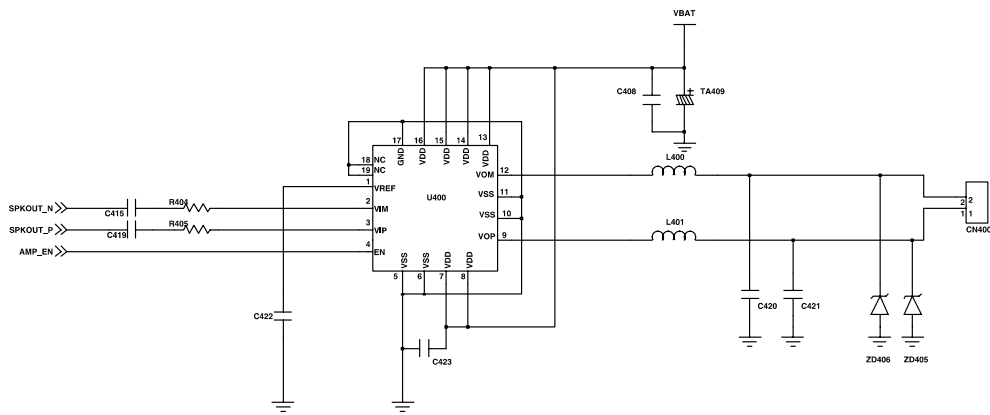 VBAT
C408
TA409
17
16
15
14
13
GND
VDD
VDD
VDD
VDD
18
NC
19
NC
1
VREF
U400
VOM
12
L400
VSS
11
SPKOUT_N
C415
R404
2
VIM
VSS
10
SPKOUT_P
C419
R405
3
VIP
VOP
9
L401
AMP_EN
4
EN
VSS
VSS
VDD
VDD
5
6
7
8
2
2
1
1
CN400
C422
C423
C420
C421
ZD406
ZD405